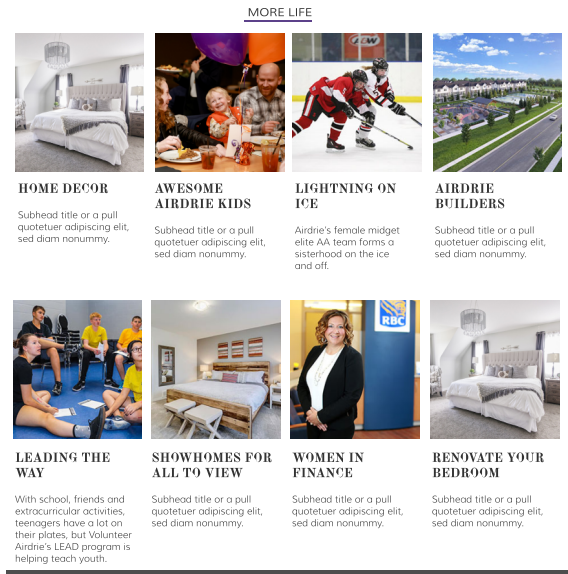 MORE LIFE
A&W
HOME DECOR
Subhead title or a pull
quotetuer adipiscing elit,
sed diam nonummy.
AWESOME
AIRDRIE KIDS
Subhead title or a pull
quotetuer adipiscing elit,
sed diam nonummy.
LIGHTNING ON
ICE
Airdrie's female midget
elite AA team forms a
sisterhood on the ice
and off.
AIRDRIE
BUILDERS
Subhead title or a pull
quotetuer adipiscing elit,
sed diam nonummy.
RBC
LEADING THE
WAY
With school, friends and
extracurricular activities,
teenagers have a lot on
their plates, but Volunteer
Airdrie's LEAD program is
helping teach youth.
SHOWHOMES FOR
ALL TO VIEW
Subhead title or a pull
quotetuer adipiscing elit,
sed diam nonummy.
WOMEN IN
FINANCE
Subhead title or a pull
quotetuer adipiscing elit,
sed diam nonummy.
RENOVATE YOUR
BEDROOM
Subhead title or a pull
quotetuer adipiscing elit,
sed diam nonummy.